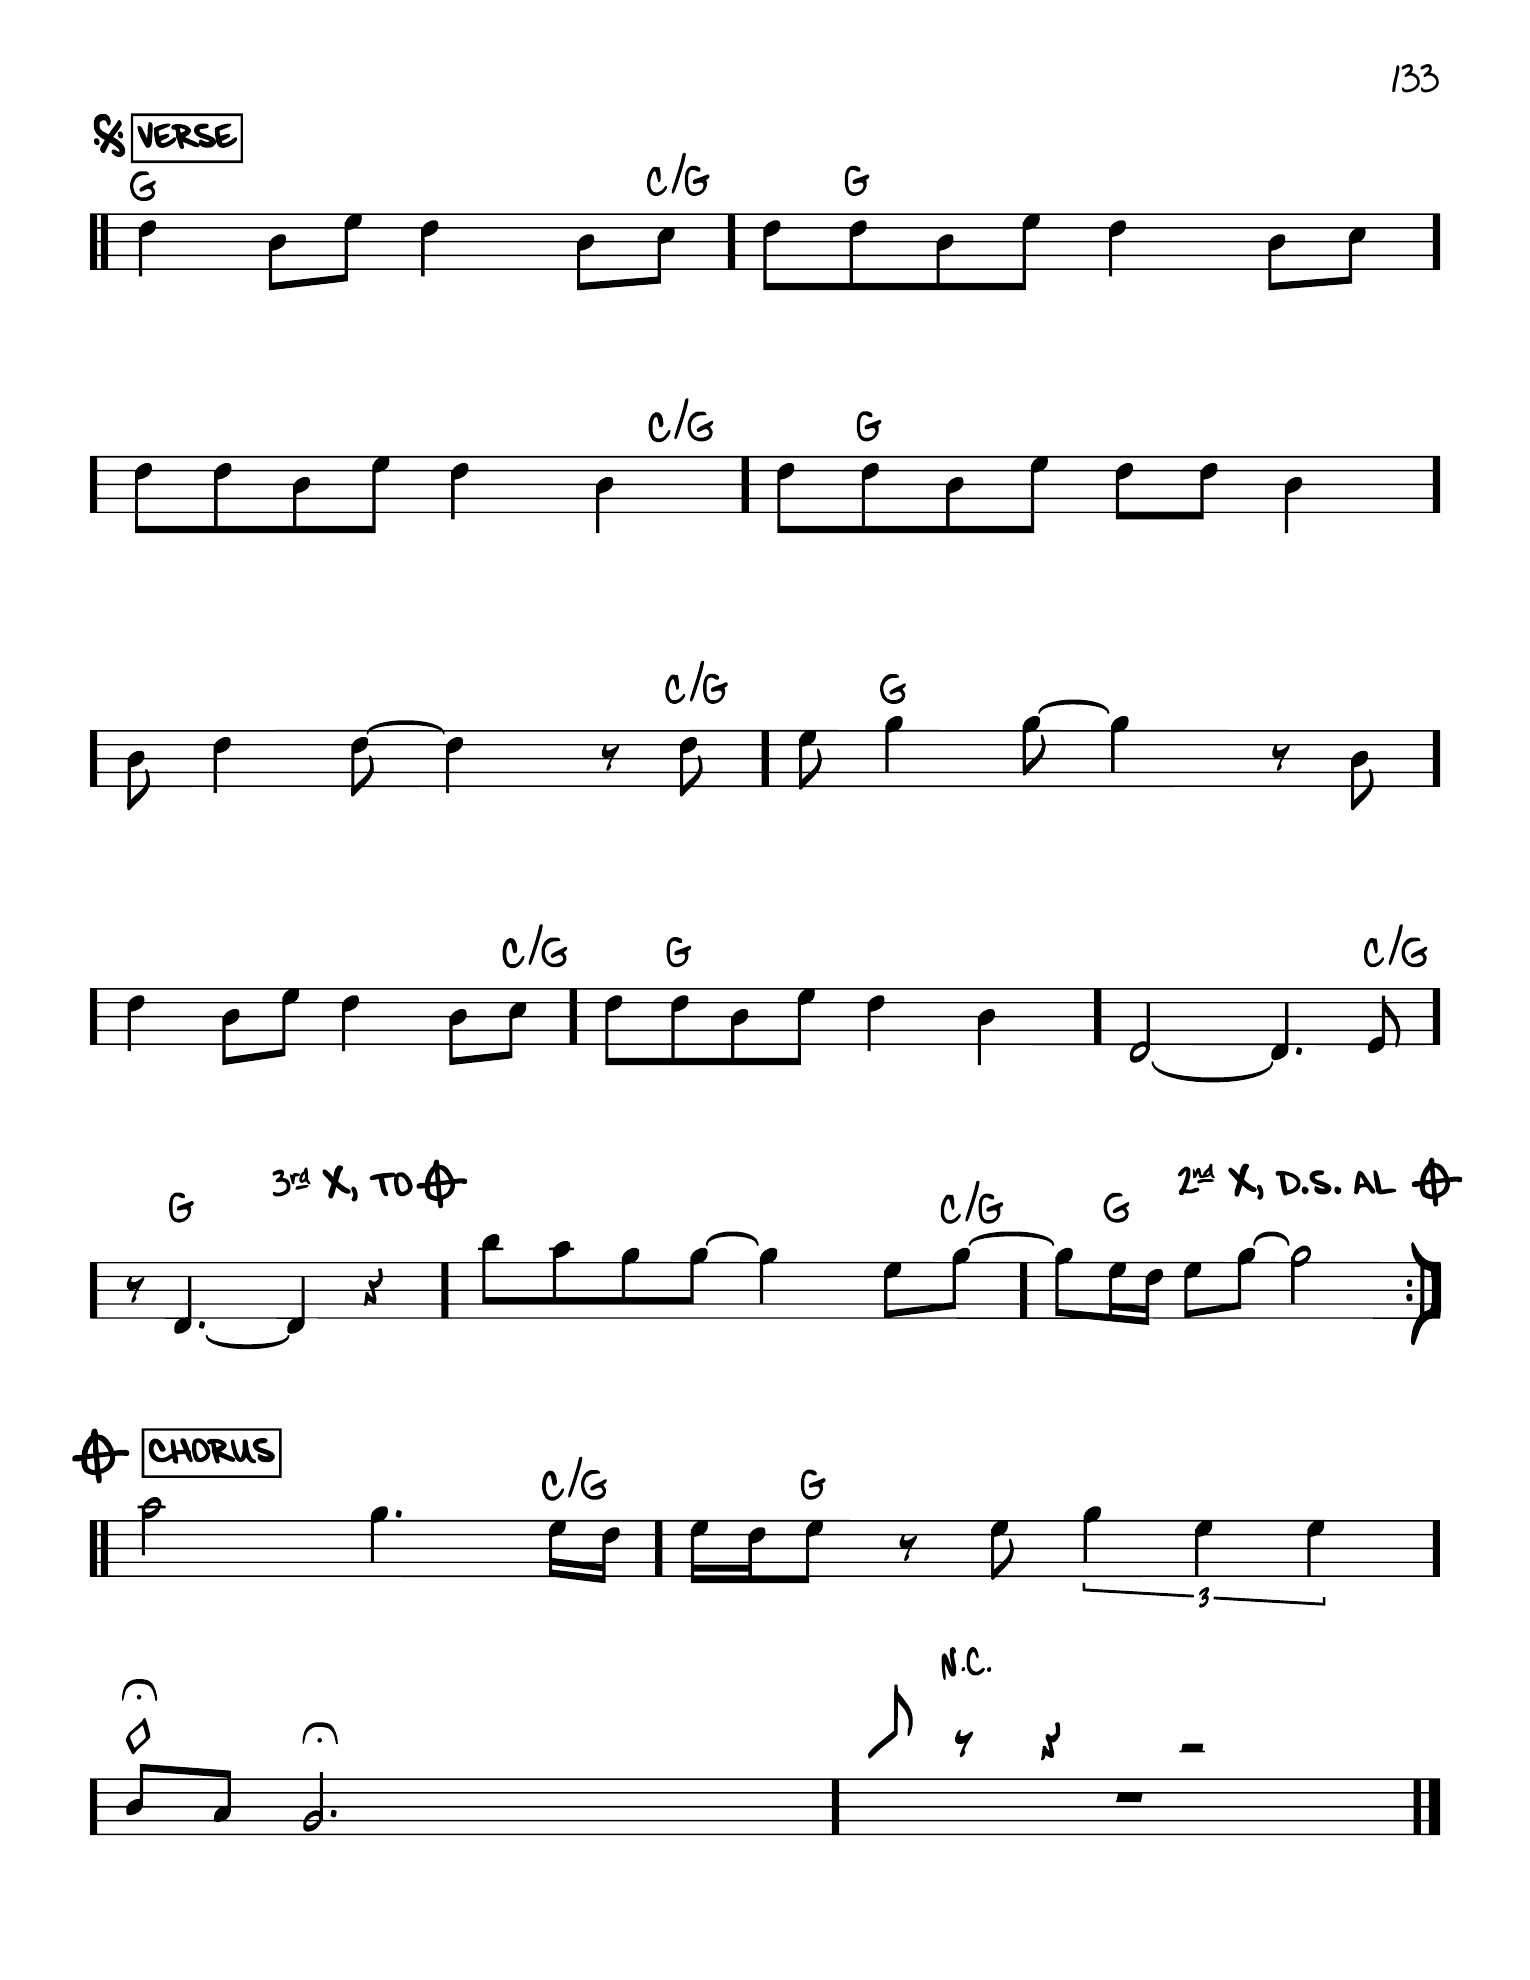 133
VERSE
G C/G G
C/G G
C/G G
C/G G C/G
3rd X, TO 2nd X, D.S. AL
G C/G G
CHORUS
C/G G
3
N.C.